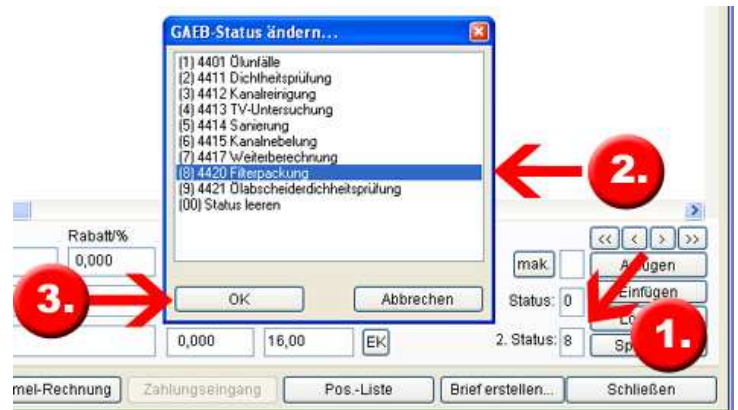 GAEB-Status ändern...
(1) 4401 Ölunfälle
(2) 4411 Dichtheitsprüfung
(3) 4412 Kanalreinigung
(4) 4413 TV-Untersuchung
(5) 4414 Sanierung
(6) 4415 Kanalnebelung
(7) 4417 Weiterberechnung
(8) 4420 Filterpackung
(9) 4421 Ölabscheiderdichheitsprüfung
(00) Status leeren
2.
Rabatt/%
<< < > >>
0,000
mak.
3.
OK
Abbrechen
Status: 0
Einfügen
1.
0,000 16,00 EK
2. Status: 8
mel-Rechnung Zahlungseingang Pos.-Liste Brief erstellen... Schließen